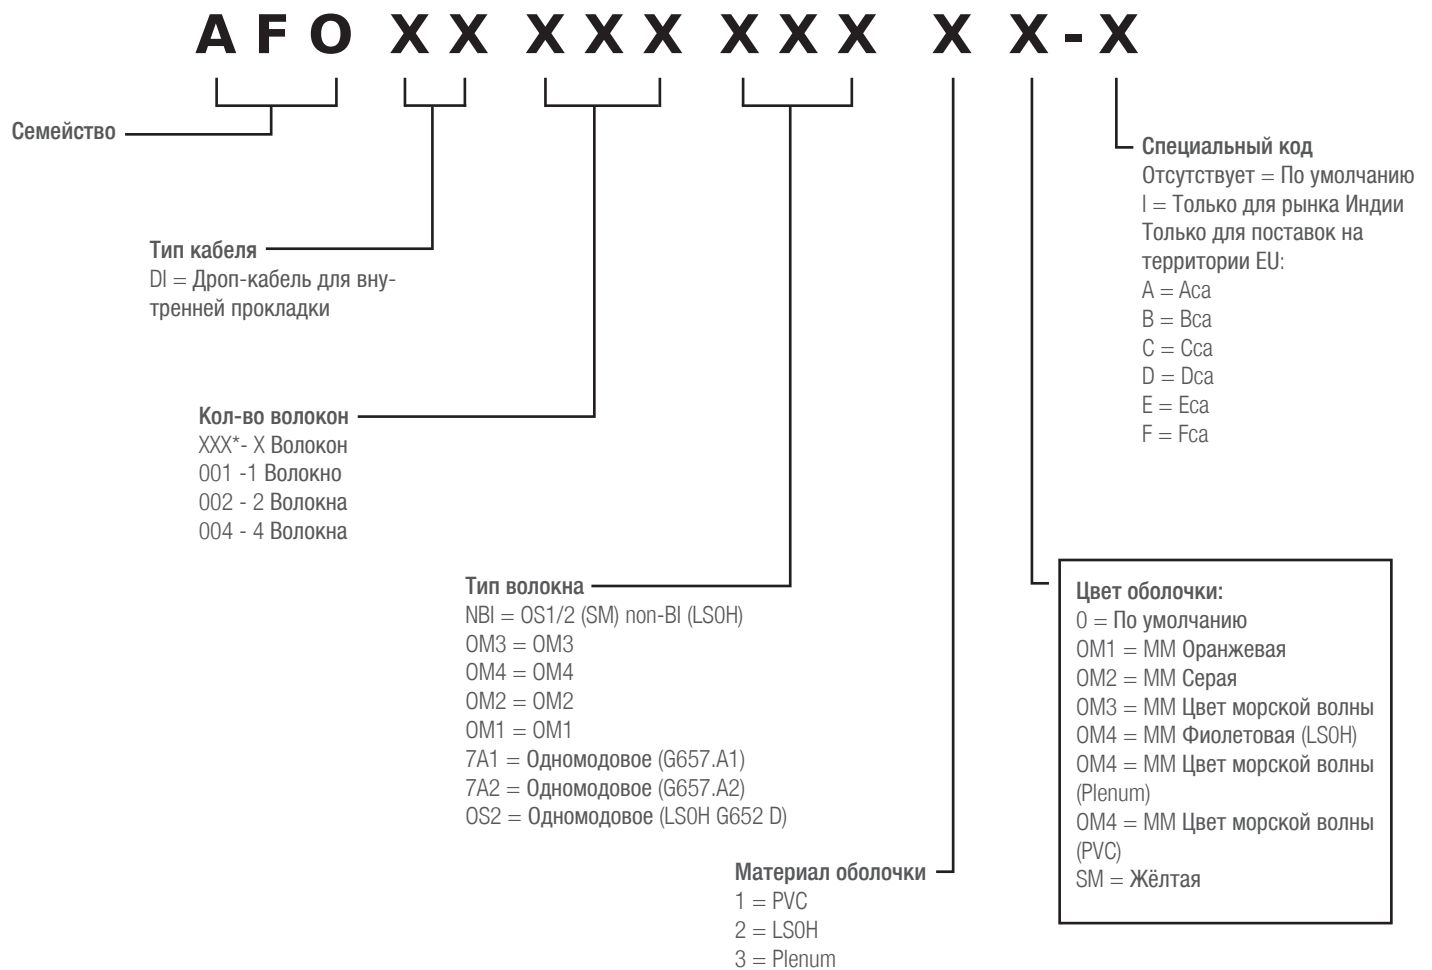 AFO XX XXX XXX X X-X
Семейство
Тип кабеля
DI = Дроп-кабель для вну-
тренней прокладки
Кол-во волокон
XXX*- X Волокон
001 -1 Волокно
002 - 2 Волокна
004 - 4 Волокна
Тип волокна
NBI = OS1/2 (SM) non-BI (LS0H)
OM3 = OM3
OM4 = OM4
OM2 = OM2
OM1 = OM1
7A1 = Одномодовое (G657.A1)
7A2 = Одномодовое (G657.A2)
OS2 = Одномодовое (LS0H G652 D)
Материал оболочки
1 = PVC
2 = LS0H
3 = Plenum
Цвет оболочки:
0 = По умолчанию
OM1 = MM Оранжевая
OM2 = MM Серая
OM3 = MM Цвет морской волны
OM4 = MM Фиолетовая (LS0H)
OM4 = MM Цвет морской волны
(Plenum)
OM4 = MM Цвет морской волны
(PVC)
SM = Жёлтая
Специальный код
Отсутствует = По умолчанию
I = Только для рынка Индии
Только для поставок на
территории EU:
A = Aca
B = Bca
C = Cca
D = Dca
E = Eca
F = Fca